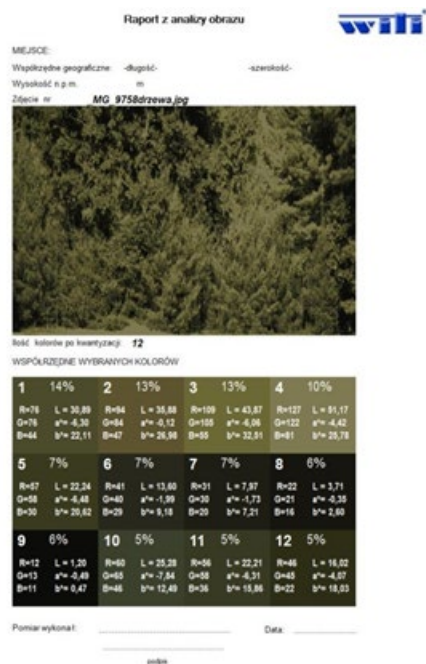 Raport z analizy obrazu
MIEJSCE:
Współrzędne geograficzne: -długość- -szerokość-
Wysokość n.p.m. m
Zdjęcie nr MG_9758drzewa.jpg
Ilość kolorów po kwantyzacji: 12
WSPÓŁRZĘDNE WYBRANYCH KOLORÓW
1 14% 2 13% 3 13% 4 10%
R=76 L = 30,89 R=94 L = 35,88 R=109 L = 43,87 R=127 L = 51,17
G=76 a*= -6,30 G=84 a*= -0,12 G=105 a*= -6,06 G=122 a*= -4,42
B=44 b*= 22,11 B=47 b*= 26,98 B=55 b*= 32,51 B=81 b*= 25,78
5 7% 6 7% 7 7% 8 6%
R=57 L = 22,24 R=41 L = 13,60 R=31 L = 7,97 R=22 L = 3,71
G=58 a*= -6,48 G=40 a*= -1,99 G=30 a*= -1,73 G=21 a*= -0,35
B=30 b*= 20,62 B=29 b*= 9,18 B=20 b*= 7,21 B=16 b*= 2,60
9 6% 10 5% 11 5% 12 5%
R=12 L = 1,20 R=60 L = 25,28 R=56 L = 22,21 R=46 L = 16,02
G=13 a*= -0,49 G=65 a*= -7,84 G=58 a*= -6,31 G=45 a*= -4,07
B=11 b*= 0,47 B=46 b*= 12,49 B=36 b*= 15,86 B=22 b*= 18,03
Pomiar wykonał: Data:
podpis